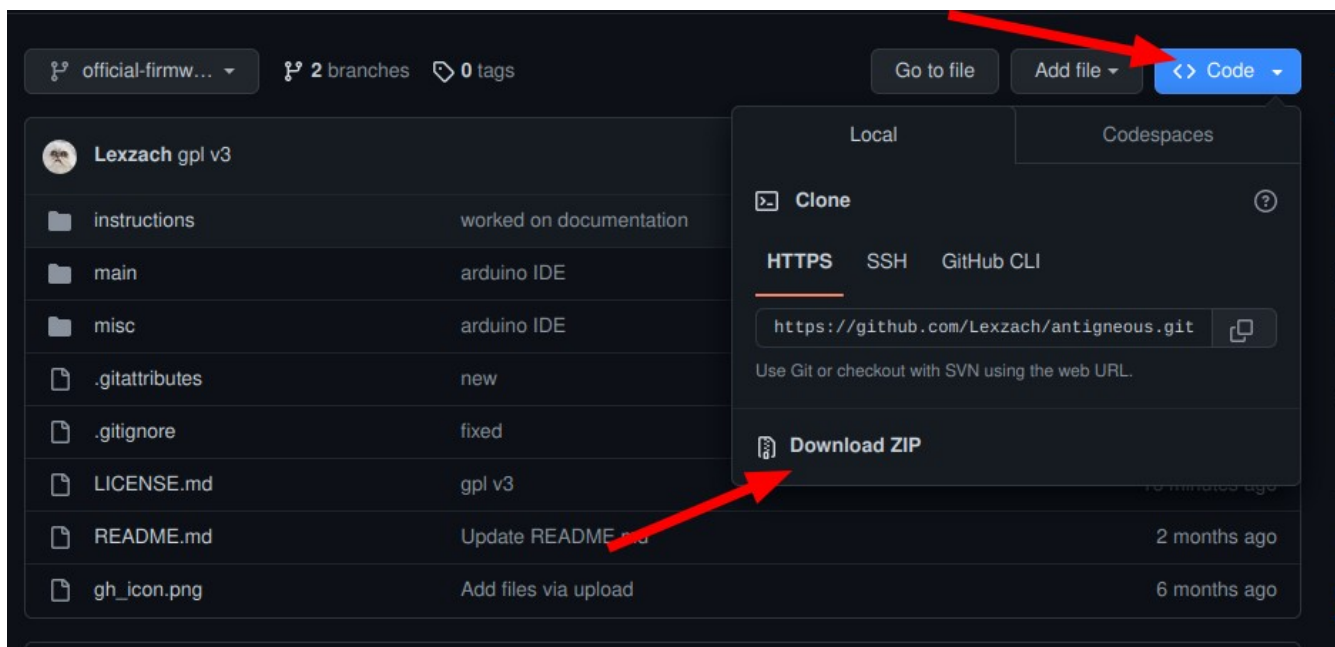 official-firmw... 2 branches 0 tags Go to file Add file <> Code
Lexzach gpl v3
instructions worked on documentation
main arduino IDE
misc arduino IDE
.gitattributes new
.gitignore fixed
LICENSE.md gpl v3
README.md Update README.md 2 months ago
gh_icon.png Add files via upload 6 months ago
Local Codespaces
Clone
HTTPS SSH GitHub CLI
https://github.com/Lexzach/antigneous.git
Use Git or checkout with SVN using the web URL.
Download ZIP